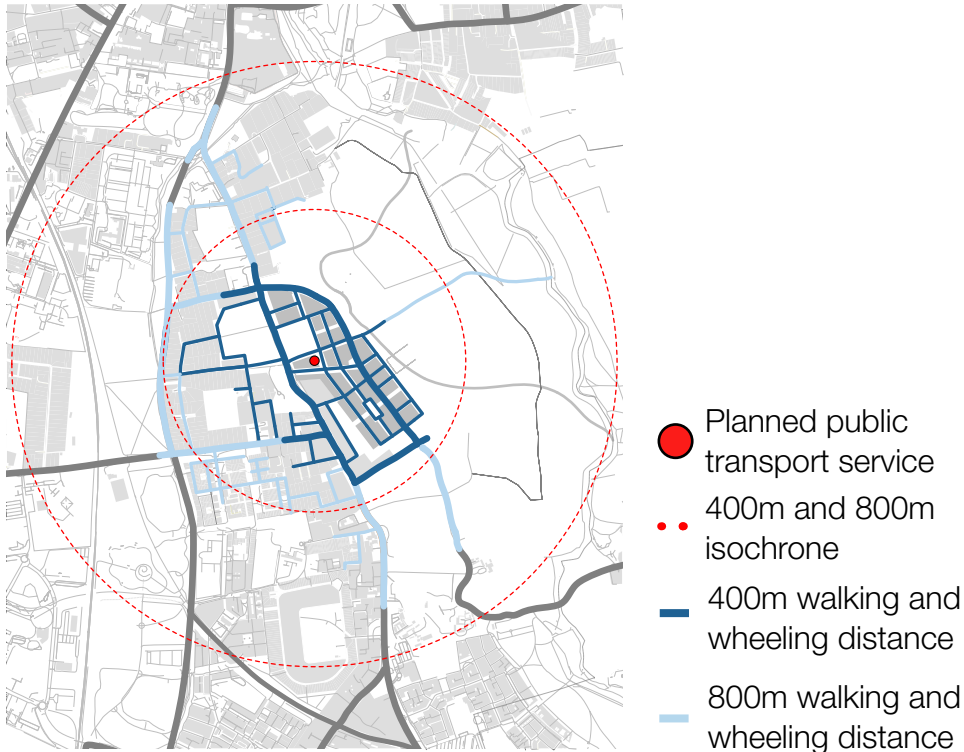 Planned public
transport service
400m and 800m
isochrone
400m walking and
wheeling distance
800m walking and
wheeling distance